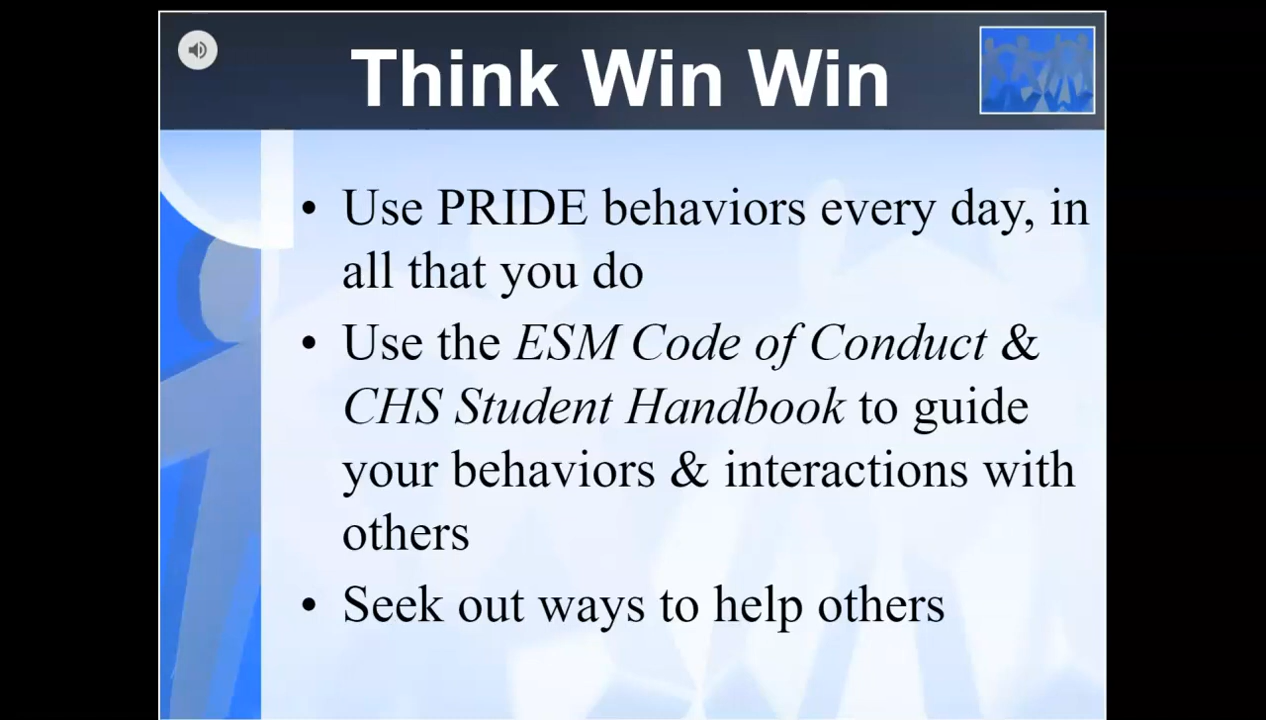 Think Win Win
• Use PRIDE behaviors every day, in
all that you do
• Use the ESM Code of Conduct &
CHS Student Handbook to guide
your behaviors & interactions with
others
• Seek out ways to help others